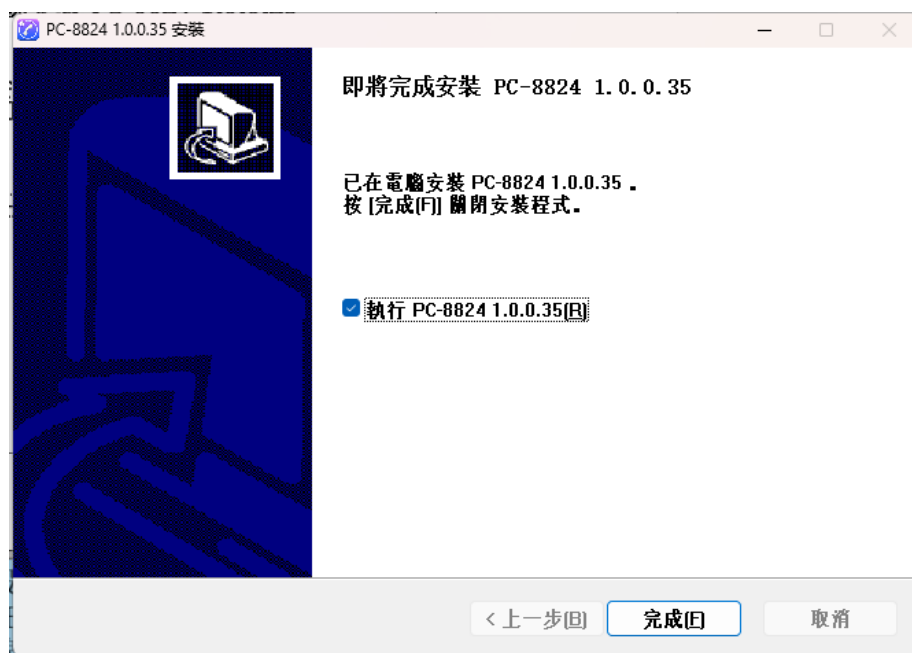 PC-8824 1.0.0.35 安裝
即將完成安裝 PC-8824 1.0.0.35
已在電腦安裝 PC-8824 1.0.0.35 。
按 [完成(F)] 關閉安裝程式。
執行 PC-8824 1.0.0.35(R)
< 上一步(B)
完成(F)
取消